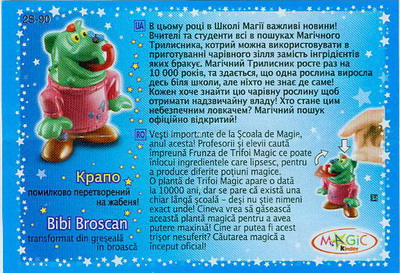 2S-90
UA В цьому році в Школі Магії важливі новини!
Вчителі та студенти всі в пошуках Магічного
Трилисника, котрий можна використовувати в
приготуванні чарівного зілля замість інгрідієнтів
яких бракує. Магічний Трилисник росте раз на
10 000 років, та здається, що одна рослина виросла
десь біля школи, але ніхто не знає де саме!
Кожен хоче знайти цю чарівну рослину щоб
отримати надзвичайну владу! Хто стане цим
небезпечним ловкачем? Магічний пошук
офіційно відкритий!
Крапо
помилково перетворений
на жабеня!
Bibi Broscan
transformat din greșeală
în broască
RO Vești importante de la Școala de Magie,
anul acesta! Profesorii și elevii caută
împreună Frunza de Trifoi Magic ce poate
înlocui ingredientele care lipsesc, pentru
a produce diferite poțiuni magice.
O plantă de Trifoi Magic apare o dată
la 10000 ani, dar se pare că există una
chiar lângă școală - deși nu știe nimeni
exact unde! Cineva vrea să găsească
această plantă magică pentru a avea
putere maximă! Cine ar putea fi acest
trișor nesuferit? Căutarea magică a
început oficial!
MAGIC
Kinder